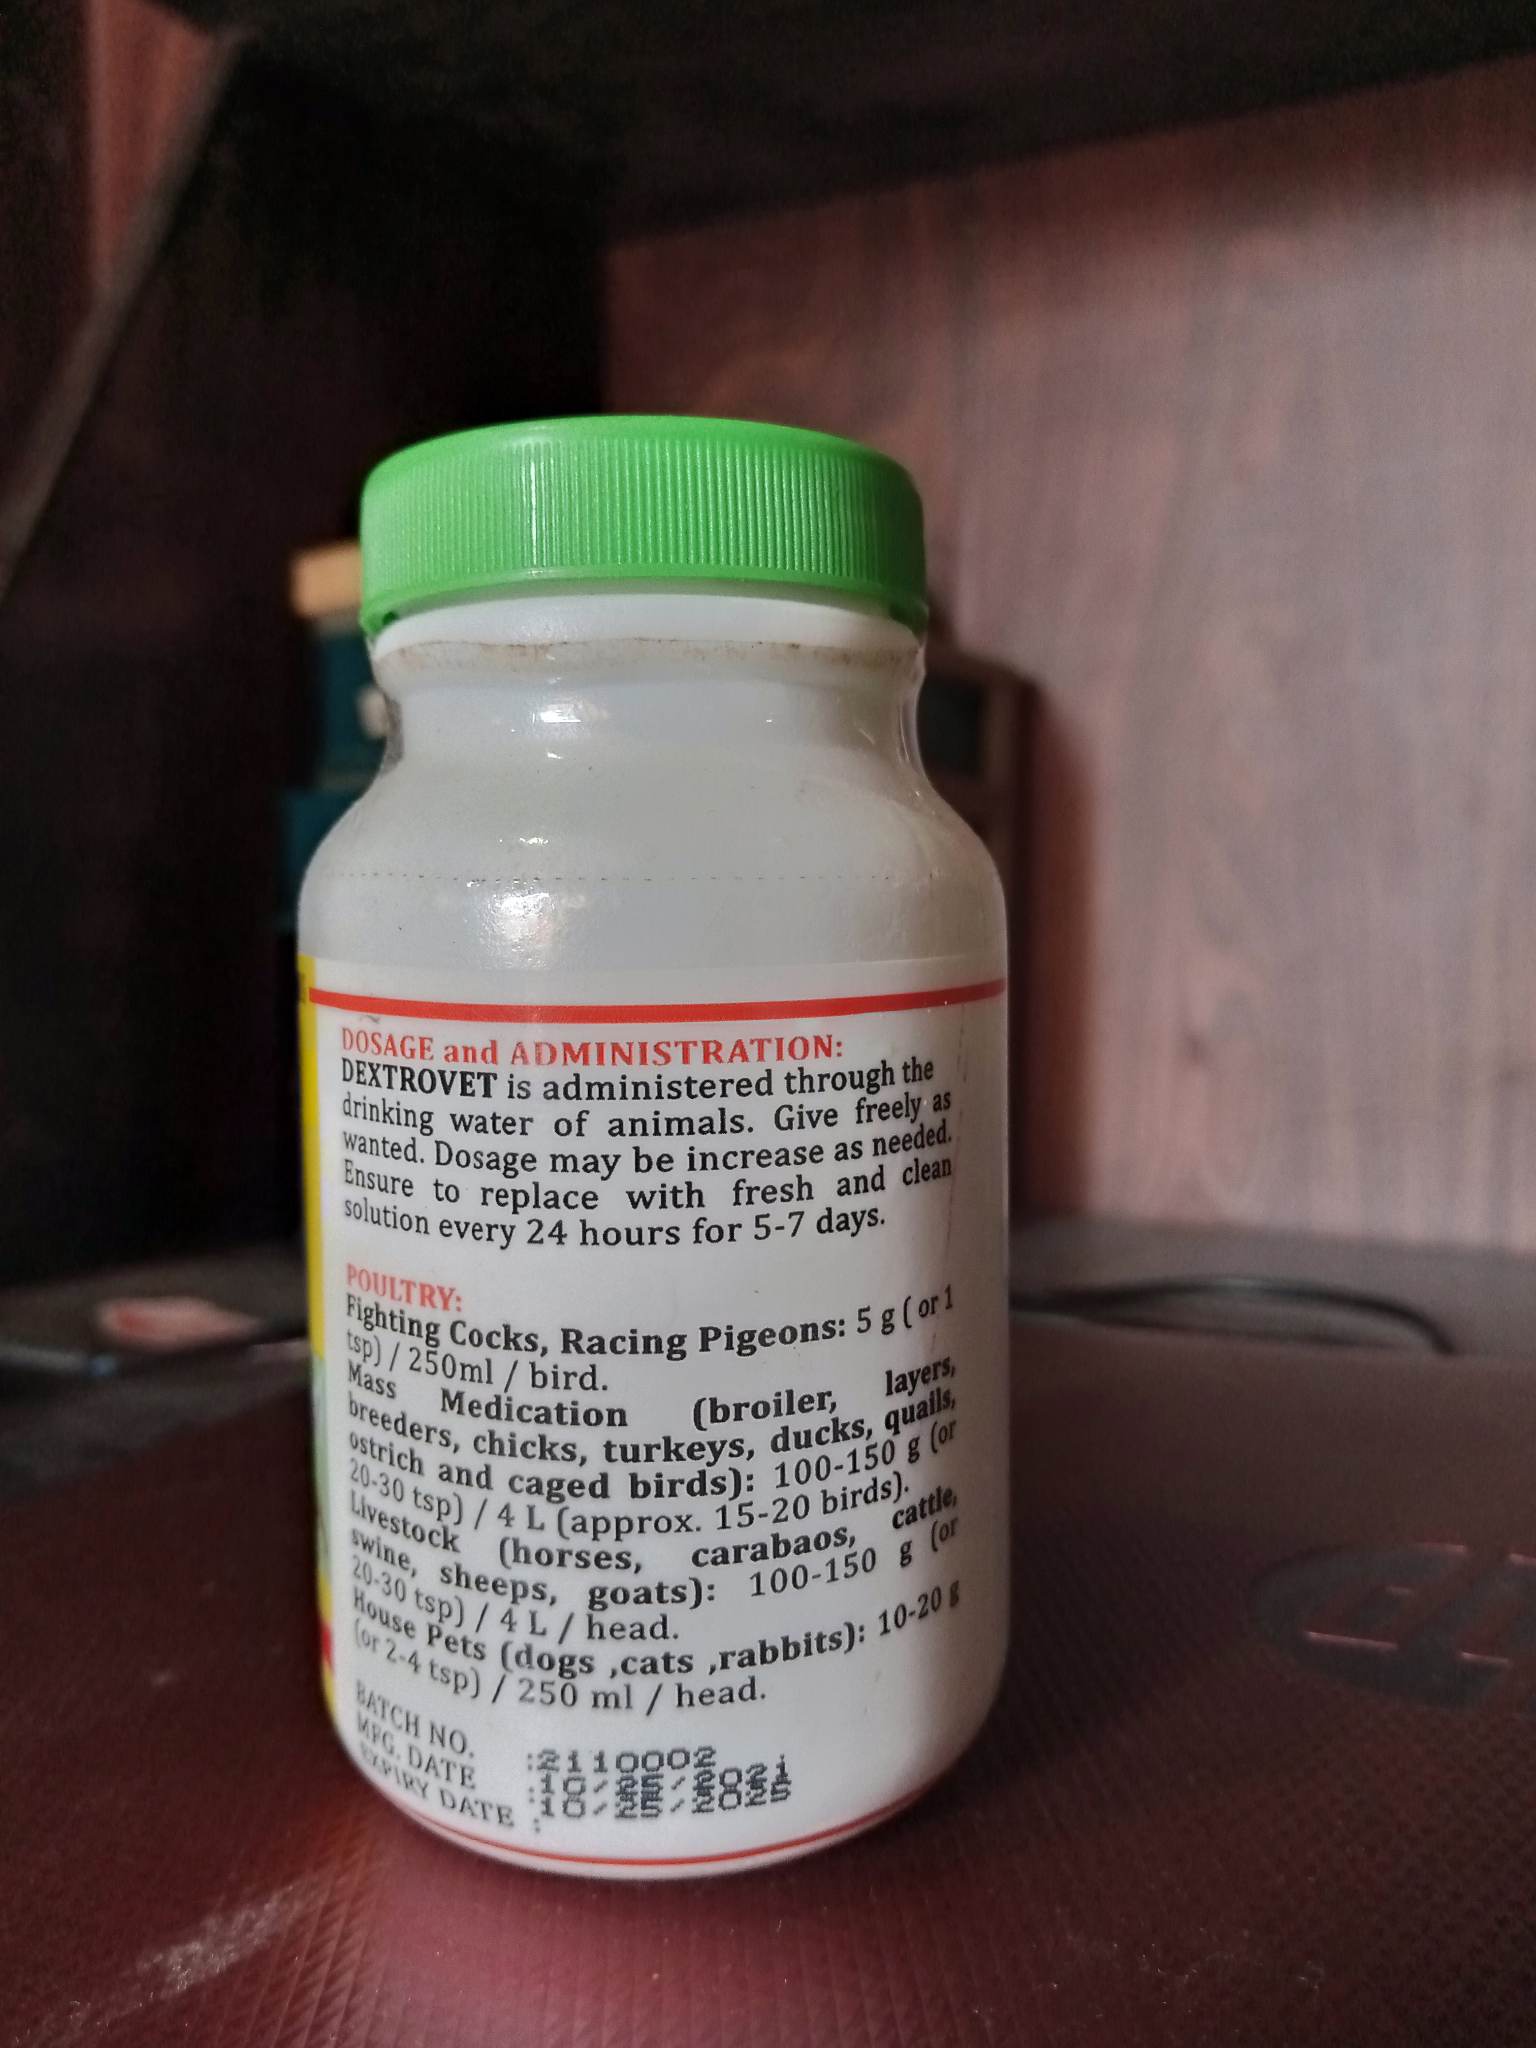 DOSAGE and ADMINISTRATION:
DEXTROVET is administered through the
drinking water of animals. Give freely as
wanted. Dosage may be increase as needed.
Ensure to replace with fresh and clean
solution every 24 hours for 5-7 days.
POULTRY:
Fighting Cocks, Racing Pigeons: 5 g ( or 1
tsp) / 250ml / bird.
Mass Medication (broiler, layers,
breeders, chicks, turkeys, ducks, quails,
ostrich and caged birds): 100-150 g (or
20-30 tsp) / 4 L (approx. 15-20 birds).
Livestock (horses, carabaos, cattle,
swine, sheeps, goats): 100-150 g (or
20-30 tsp) / 4 L / head.
House Pets (dogs ,cats ,rabbits): 10-20 g
(or 2-4 tsp) / 250 ml / head.
BATCH NO. :2110002
MFG. DATE :10/25/2021
EXPIRY DATE :10/25/2025
hp